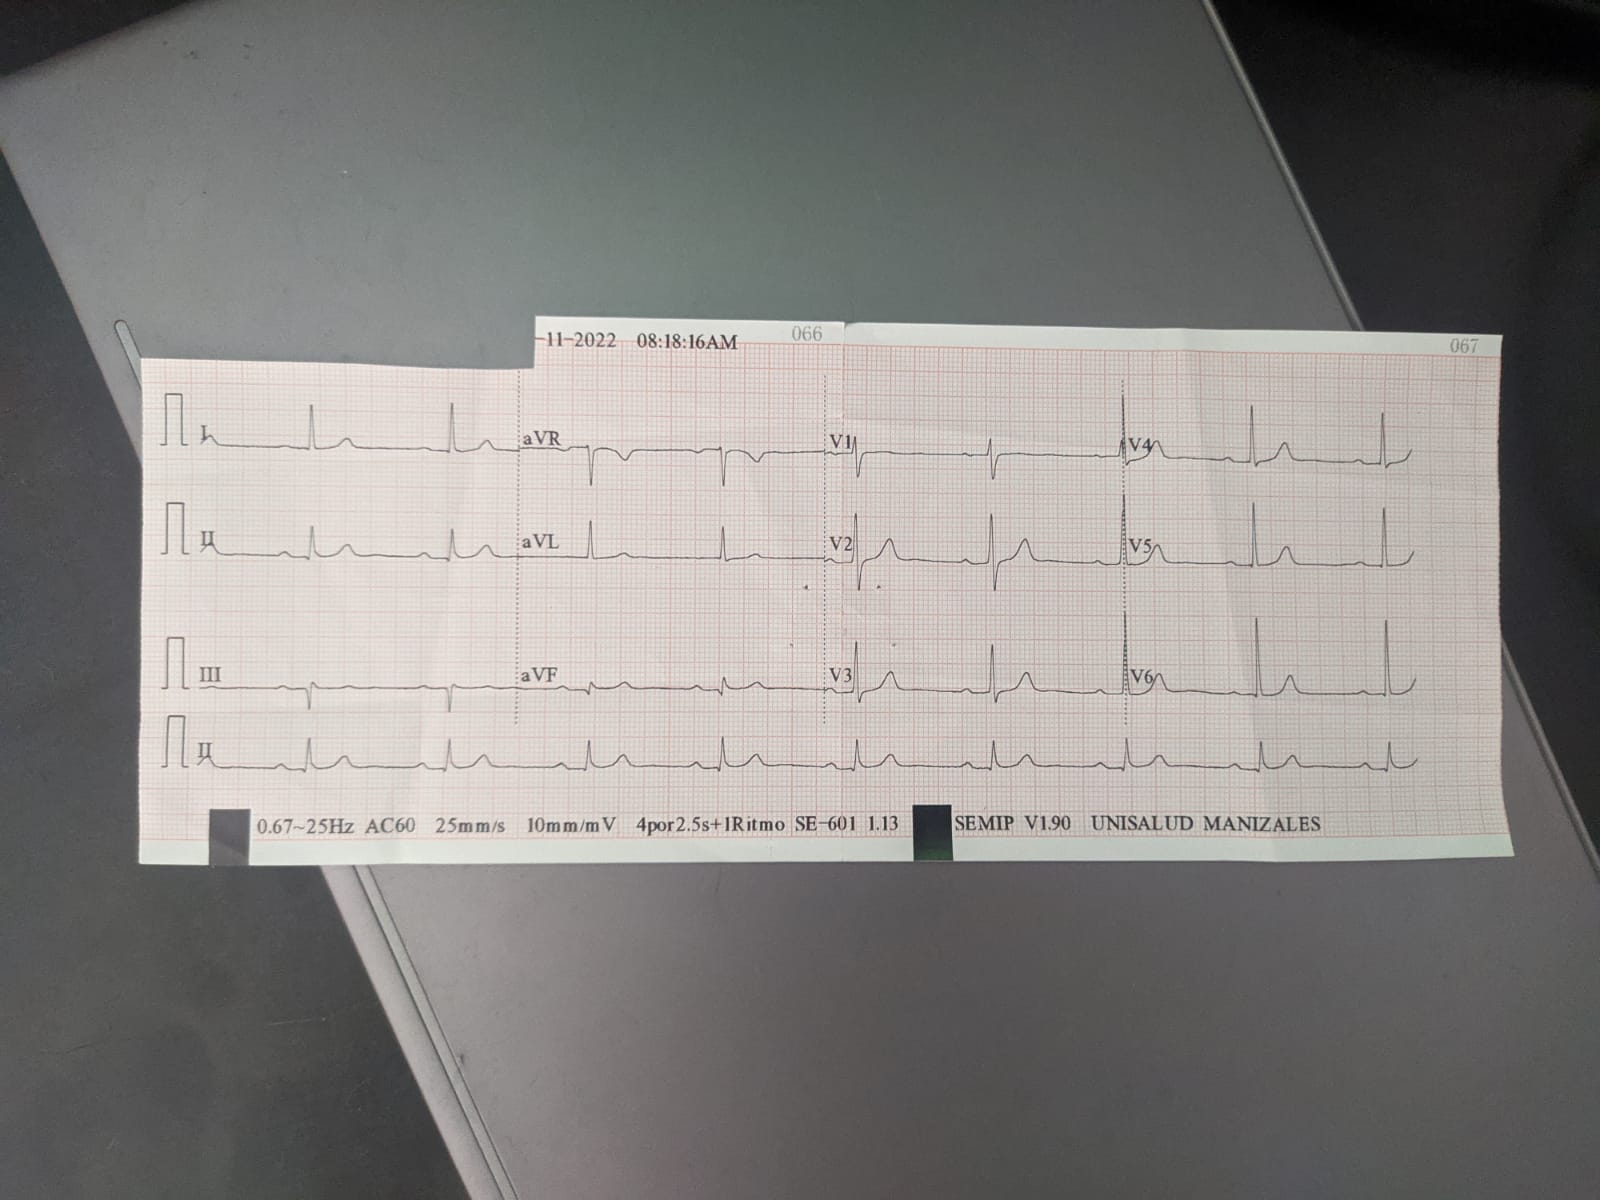 -11-2022 08:18:16AM 066 067
I aVR V1 V4
II aVL V2 V5
III aVF V3 V6
II
0.67~25Hz AC60 25mm/s 10mm/mV 4por2.5s+1Ritmo SE-601 1.13 SEMIP V1.90 UNISALUD MANIZALES